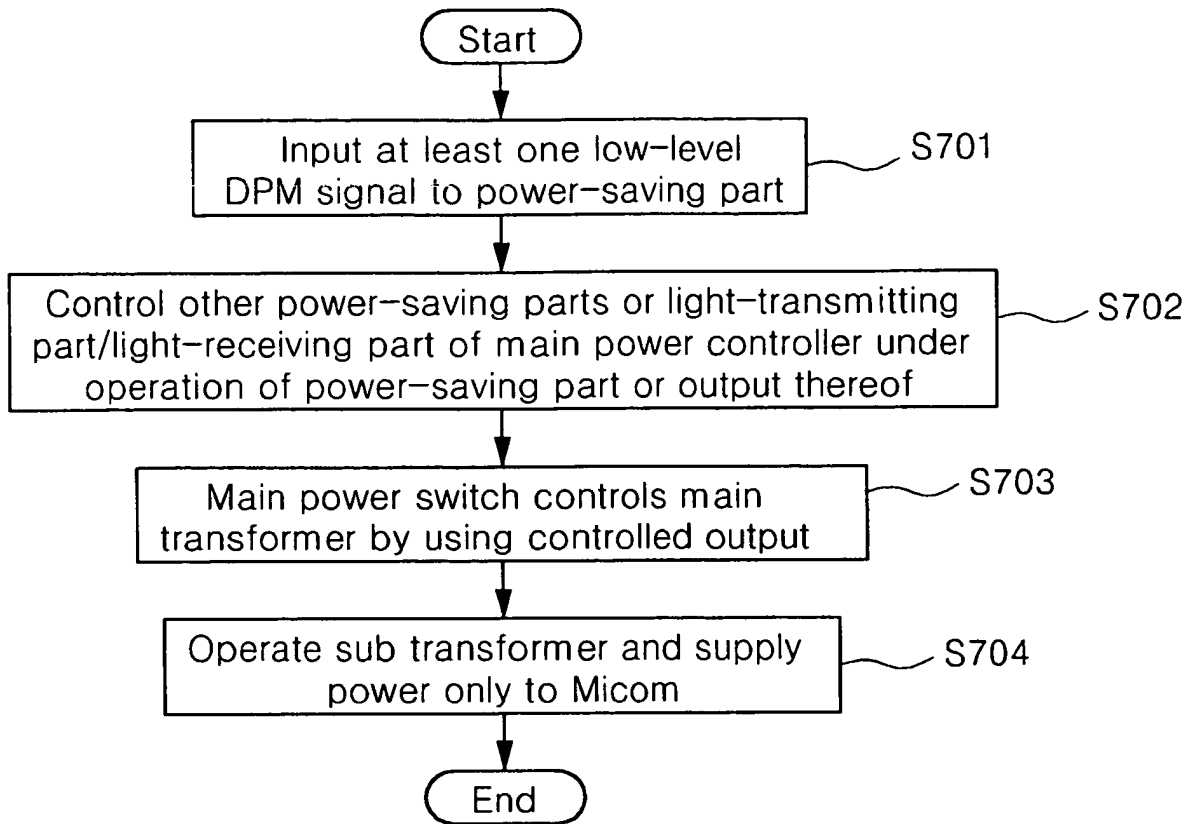 Start
Input at least one low-level
DPM signal to power-saving part
S701
Control other power-saving parts or light-transmitting
part/light-receiving part of main power controller under
operation of power-saving part or output thereof
S702
Main power switch controls main
transformer by using controlled output
S703
Operate sub transformer and supply
power only to Micom
S704
End